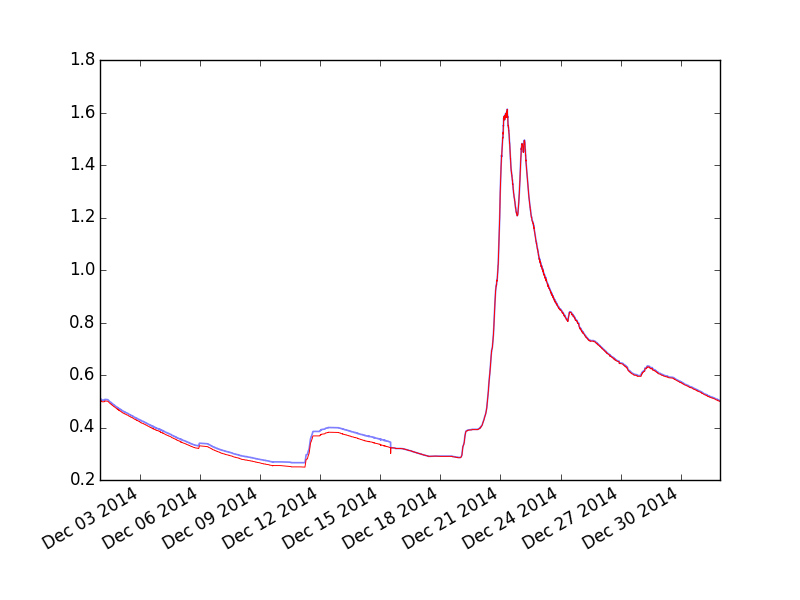 1.8
1.6
1.4
1.2
1.0
0.8
0.6
0.4
0.2
Dec 03 2014
Dec 06 2014
Dec 09 2014
Dec 12 2014
Dec 15 2014
Dec 18 2014
Dec 21 2014
Dec 24 2014
Dec 27 2014
Dec 30 2014